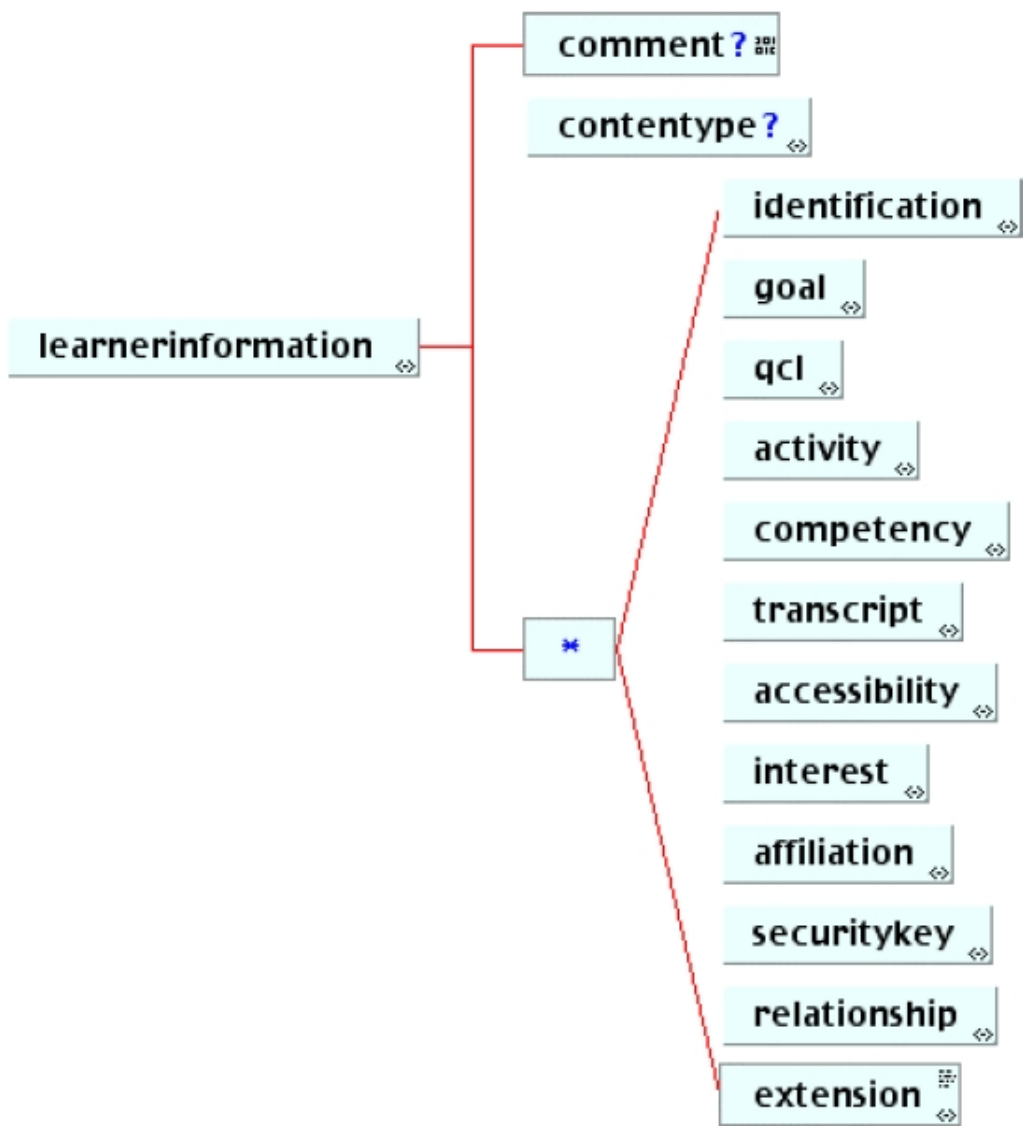 comment?
contentype?
identification
goal
qcl
learnerinformation
activity
competency
transcript
*
accessibility
interest
affiliation
securitykey
relationship
extension